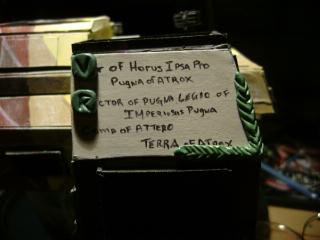 V r of Horus Ipsa Pro
Pugna of Atrox
R ctor of Pugna Legio of
Imperiosus Pugna
of Attero
Terra of Atrox